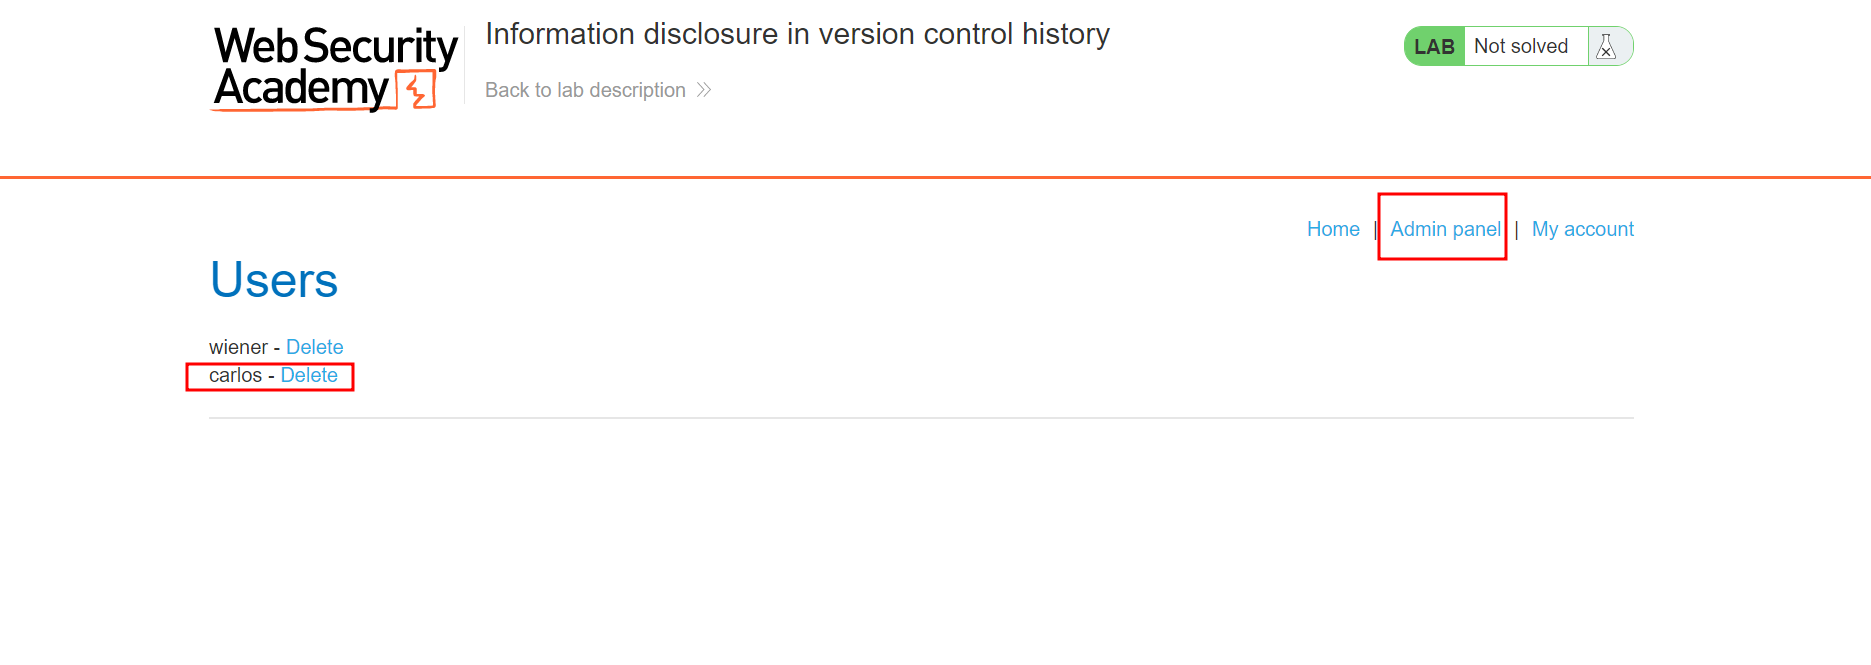 Web Security
Academy
Information disclosure in version control history
Back to lab description
LAB Not solved
Home | Admin panel | My account
Users
wiener - Delete
carlos - Delete